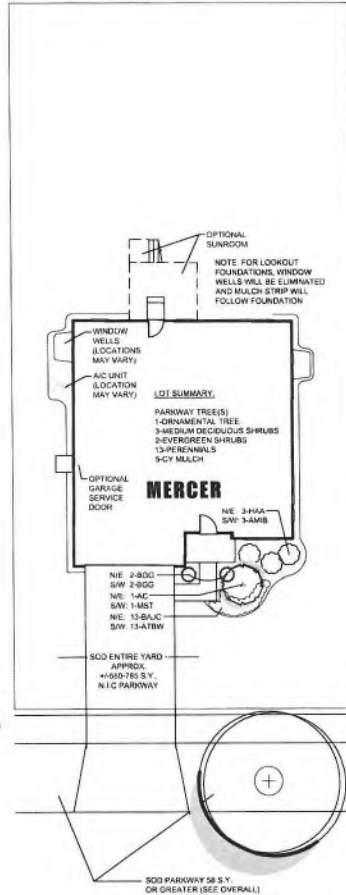 OPTIONAL
SUNROOM
NOTE: FOR LOOKOUT
FOUNDATIONS, WINDOW
WELLS WILL BE ELIMINATED
AND MULCH STRIP WILL
FOLLOW FOUNDATION
WINDOW
WELLS
(LOCATIONS
MAY VARY)
A/C UNIT
(LOCATION
MAY VARY)
LOT SUMMARY:
PARKWAY TREE(S)
1-ORNAMENTAL TREE
3-MEDIUM DECIDUOUS SHRUBS
2-EVERGREEN SHRUBS
13-PERENNIALS
5-CY MULCH
OPTIONAL
GARAGE
SERVICE
DOOR
MERCER
N/E: 3-HAA
S/W: 3-AMIB
N/E: 2-BGG
S/W: 2-BGG
N/E: 1-AC
S/W: 1-MST
N/E: 13-BAJC
S/W: 13-ATBW
SOD ENTIRE YARD
APPROX.
+/-650-785 S.Y.
N.I.C PARKWAY
SOD PARKWAY 58 S.Y.
OR GREATER (SEE OVERALL)